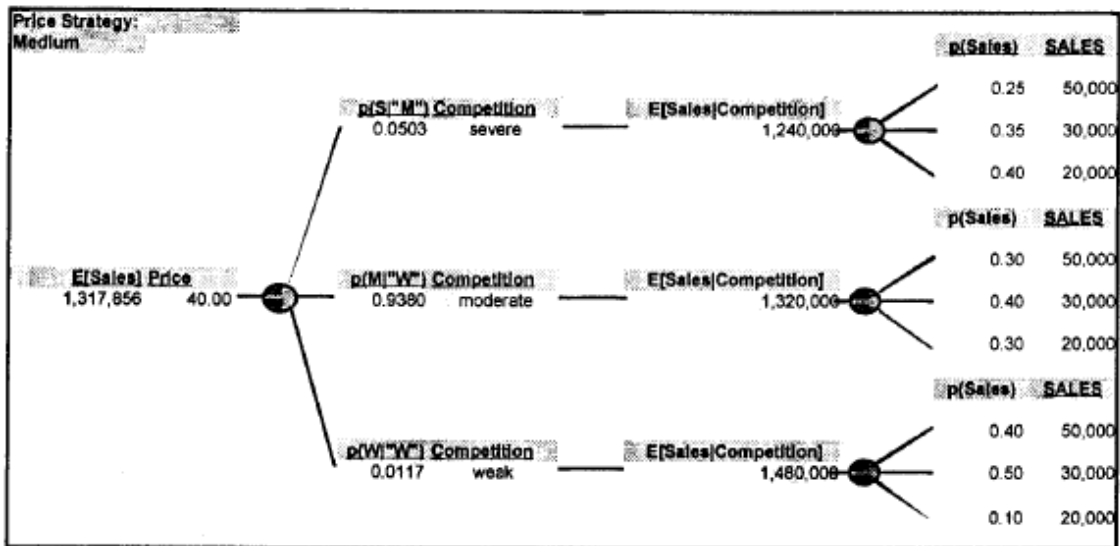 Price Strategy:
Medium
p(Sales) SALES
0.25 50,000
p(S|"M") Competition E[Sales|Competition]
0.0503 severe 1,240,000 0.35 30,000
0.40 20,000
p(Sales) SALES
0.30 50,000
E[Sales] Price p(M|"W") Competition E[Sales|Competition]
1,317,856 40.00 0.9380 moderate 1,320,000 0.40 30,000
0.30 20,000
p(Sales) SALES
0.40 50,000
p(W|"W") Competition E[Sales|Competition]
0.0117 weak 1,480,000 0.50 30,000
0.10 20,000